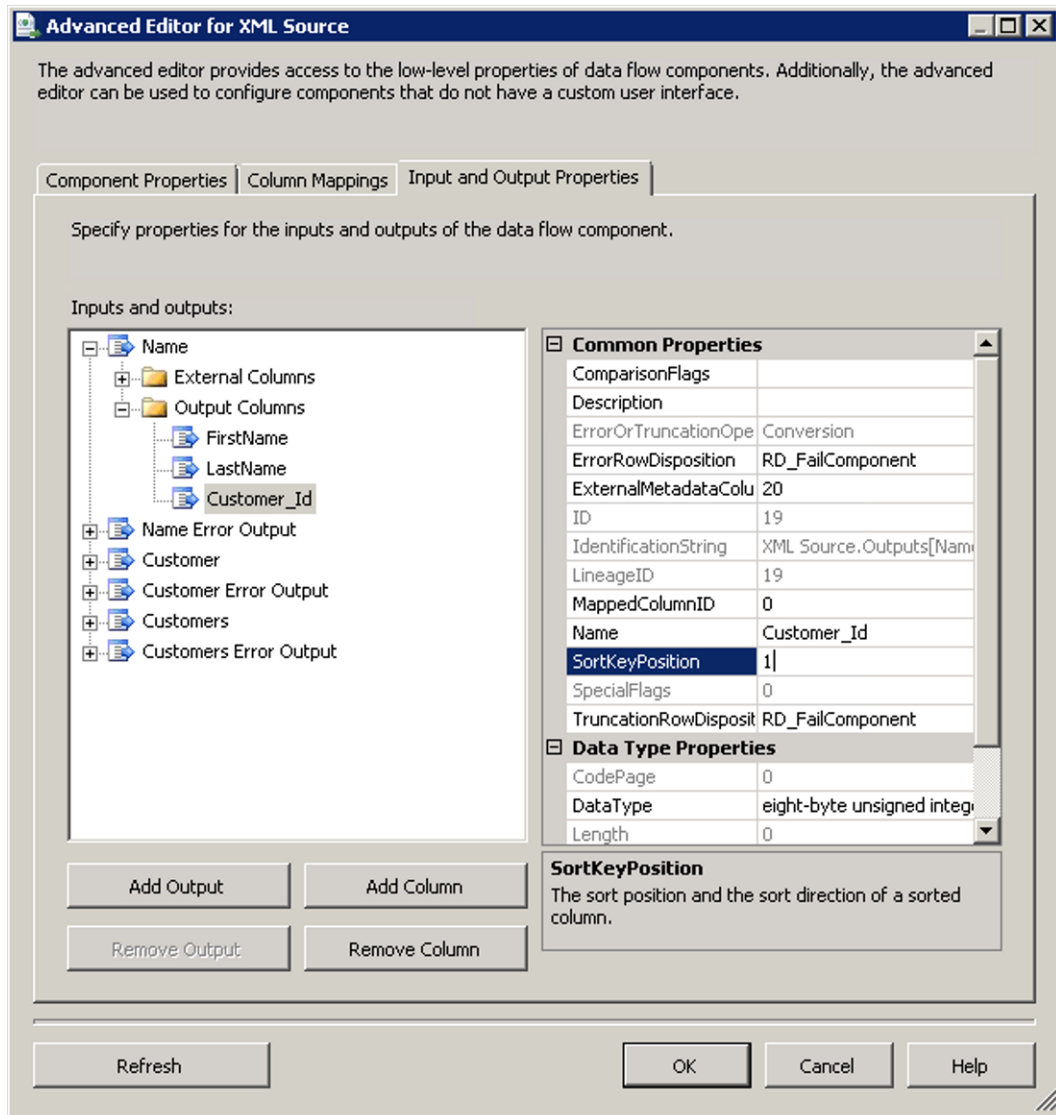 Advanced Editor for XML Source
The advanced editor provides access to the low-level properties of data flow components. Additionally, the advanced
editor can be used to configure components that do not have a custom user interface.
Component Properties
Column Mappings
Input and Output Properties
Specify properties for the inputs and outputs of the data flow component.
Inputs and outputs:
Name
External Columns
Output Columns
FirstName
LastName
Customer_Id
Name Error Output
Customer
Customer Error Output
Customers
Customers Error Output
Common Properties
ComparisonFlags
Description
ErrorOrTruncationOpe Conversion
ErrorRowDisposition RD_FailComponent
ExternalMetadataColu 20
ID 19
IdentificationString XML Source.Outputs[Nam
LineageID 19
MappedColumnID 0
Name Customer_Id
SortKeyPosition 1
SpecialFlags 0
TruncationRowDisposit RD_FailComponent
Data Type Properties
CodePage 0
DataType eight-byte unsigned integ
Length 0
SortKeyPosition
The sort position and the sort direction of a sorted
column.
Add Output
Add Column
Remove Output
Remove Column
Refresh
OK
Cancel
Help